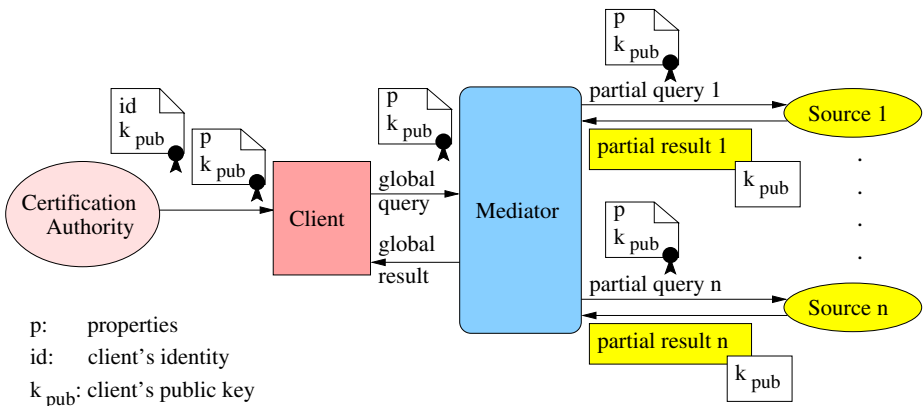 p
k pub
partial query 1
Source 1
partial result 1
k pub
id
k pub
p
k pub
p
k pub
Certification
Authority
Client
global
query
global
result
Mediator
p
k pub
partial query n
Source n
partial result n
k pub
p: properties
id: client's identity
k pub: client's public key